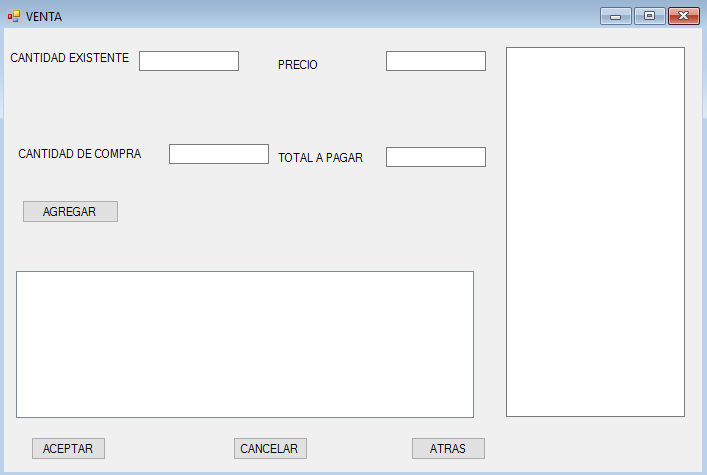 VENTA
CANTIDAD EXISTENTE
PRECIO
CANTIDAD DE COMPRA
TOTAL A PAGAR
AGREGAR
ACEPTAR
CANCELAR
ATRAS